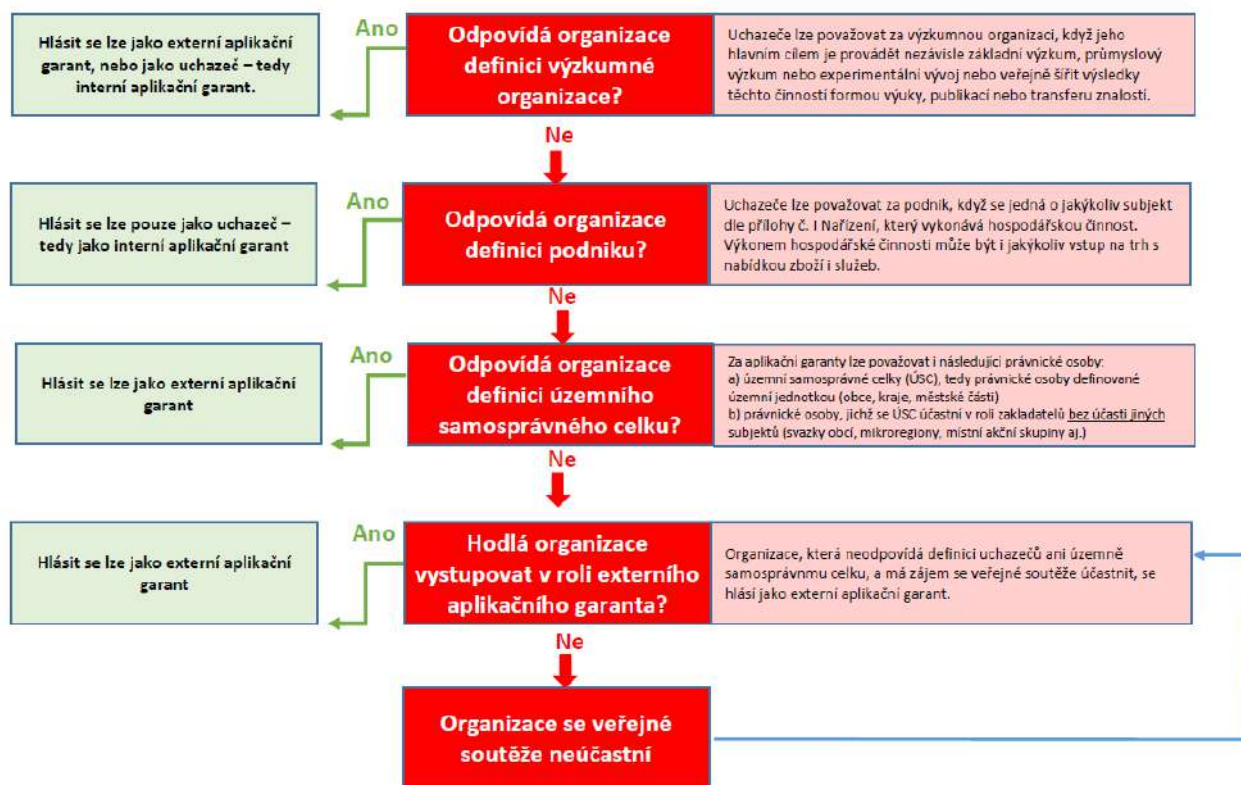 Hlásit se lze jako externí aplikační
garant, nebo jako uchazeč – tedy
interní aplikační garant.
Ano
Odpovídá organizace
definici výzkumné
organizace?
Uchazeče lze považovat za výzkumnou organizaci, když jeho
hlavním cílem je provádět nezávisle základní výzkum, průmyslový
výzkum nebo experimentální vývoj nebo veřejně šířit výsledky
těchto činností formou výuky, publikací nebo transferu znalostí.
Ne
Hlásit se lze pouze jako uchazeč –
tedy jako interní aplikační garant
Ano
Odpovídá organizace
definici podniku?
Uchazeče lze považovat za podnik, když se jedná o jakýkoliv subjekt
dle přílohy č. I Nařízení, který vykonává hospodářskou činnost.
Výkonem hospodářské činnosti může být i jakýkoliv vstup na trh s
nabídkou zboží i služeb.
Ne
Hlásit se lze jako externí aplikační
garant
Ano
Odpovídá organizace
definici územního
samosprávného celku?
Za aplikační garanty lze považovat i následující právnické osoby:
a) územní samosprávné celky (ÚSC), tedy právnické osoby definované
územní jednotkou (obce, kraje, městské části)
b) právnické osoby, jichž se ÚSC účastní v roli zakladatelů bez účasti jiných
subjektů (svazky obcí, mikroregiony, místní akční skupiny aj.)
Ne
Hlásit se lze jako externí aplikační
garant
Ano
Hodlá organizace
vystupovat v roli externího
aplikačního garanta?
Organizace, která neodpovídá definici uchazečů ani územně
samosprávnmu celku, a má zájem se veřejné soutěže účastnit, se
hlásí jako externí aplikační garant.
Ne
Organizace se veřejné
soutěže neúčastní